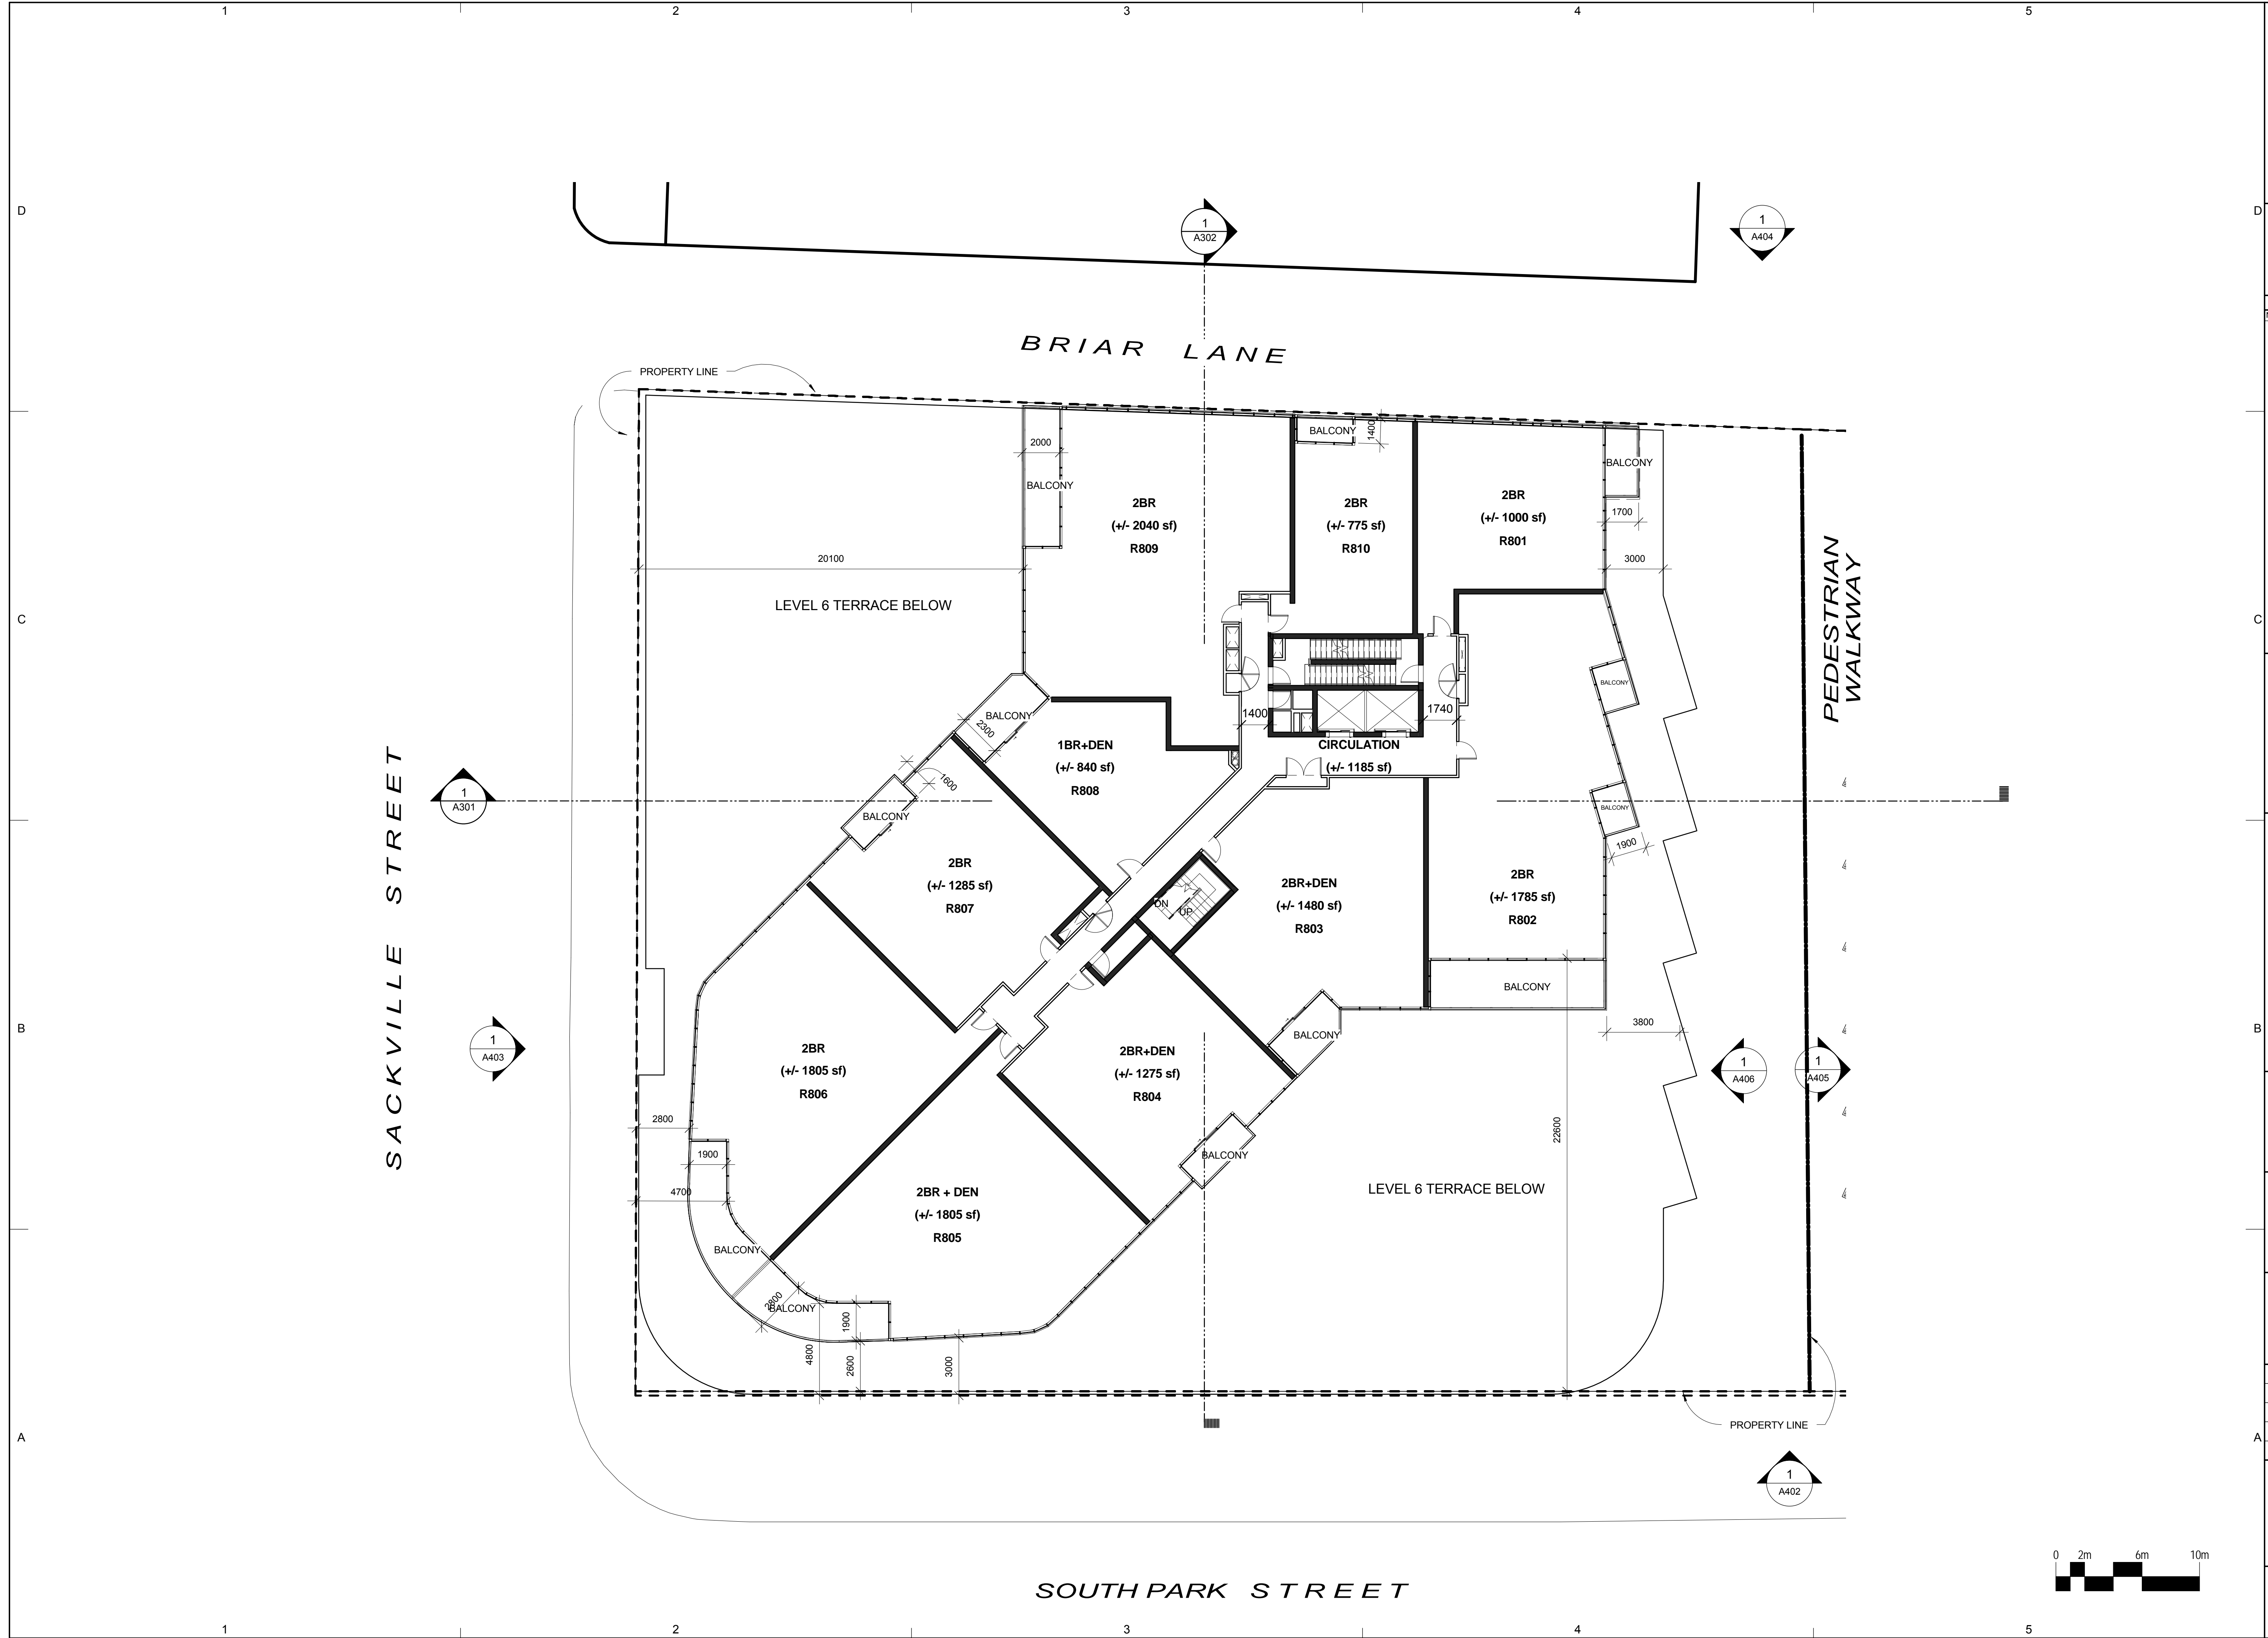 1 2 3 4 5
D
D
1
A302
1
A404
BRIAR LANE
PROPERTY LINE
2000
BALCONY
BALCONY
1400
BALCONY
1700
2BR
(+/- 2040 sf)
R809
2BR
(+/- 775 sf)
R810
2BR
(+/- 1000 sf)
R801
20100
3000
LEVEL 6 TERRACE BELOW
PEDESTRIAN
WALKWAY
C
C
BALCONY
2300
BALCONY
1400
1740
CIRCULATION
(+/- 1185 sf)
1BR+DEN
(+/- 840 sf)
R808
1600
BALCONY
BALCONY
1900
1
A301
SACKVILLE STREET
2BR
(+/- 1285 sf)
R807
DN
UP
2BR+DEN
(+/- 1480 sf)
R803
2BR
(+/- 1785 sf)
R802
BALCONY
3800
BALCONY
B
B
1
A403
2BR
(+/- 1805 sf)
R806
2BR+DEN
(+/- 1275 sf)
R804
1
A406
1
A405
2800
1900
4700
BALCONY
22600
LEVEL 6 TERRACE BELOW
2BR + DEN
(+/- 1805 sf)
R805
BALCONY
2800
BALCONY
1900
4800
2600
3000
PROPERTY LINE
A
A
1
A402
0 2m 6m 10m
SOUTH PARK STREET
1 2 3 4 5